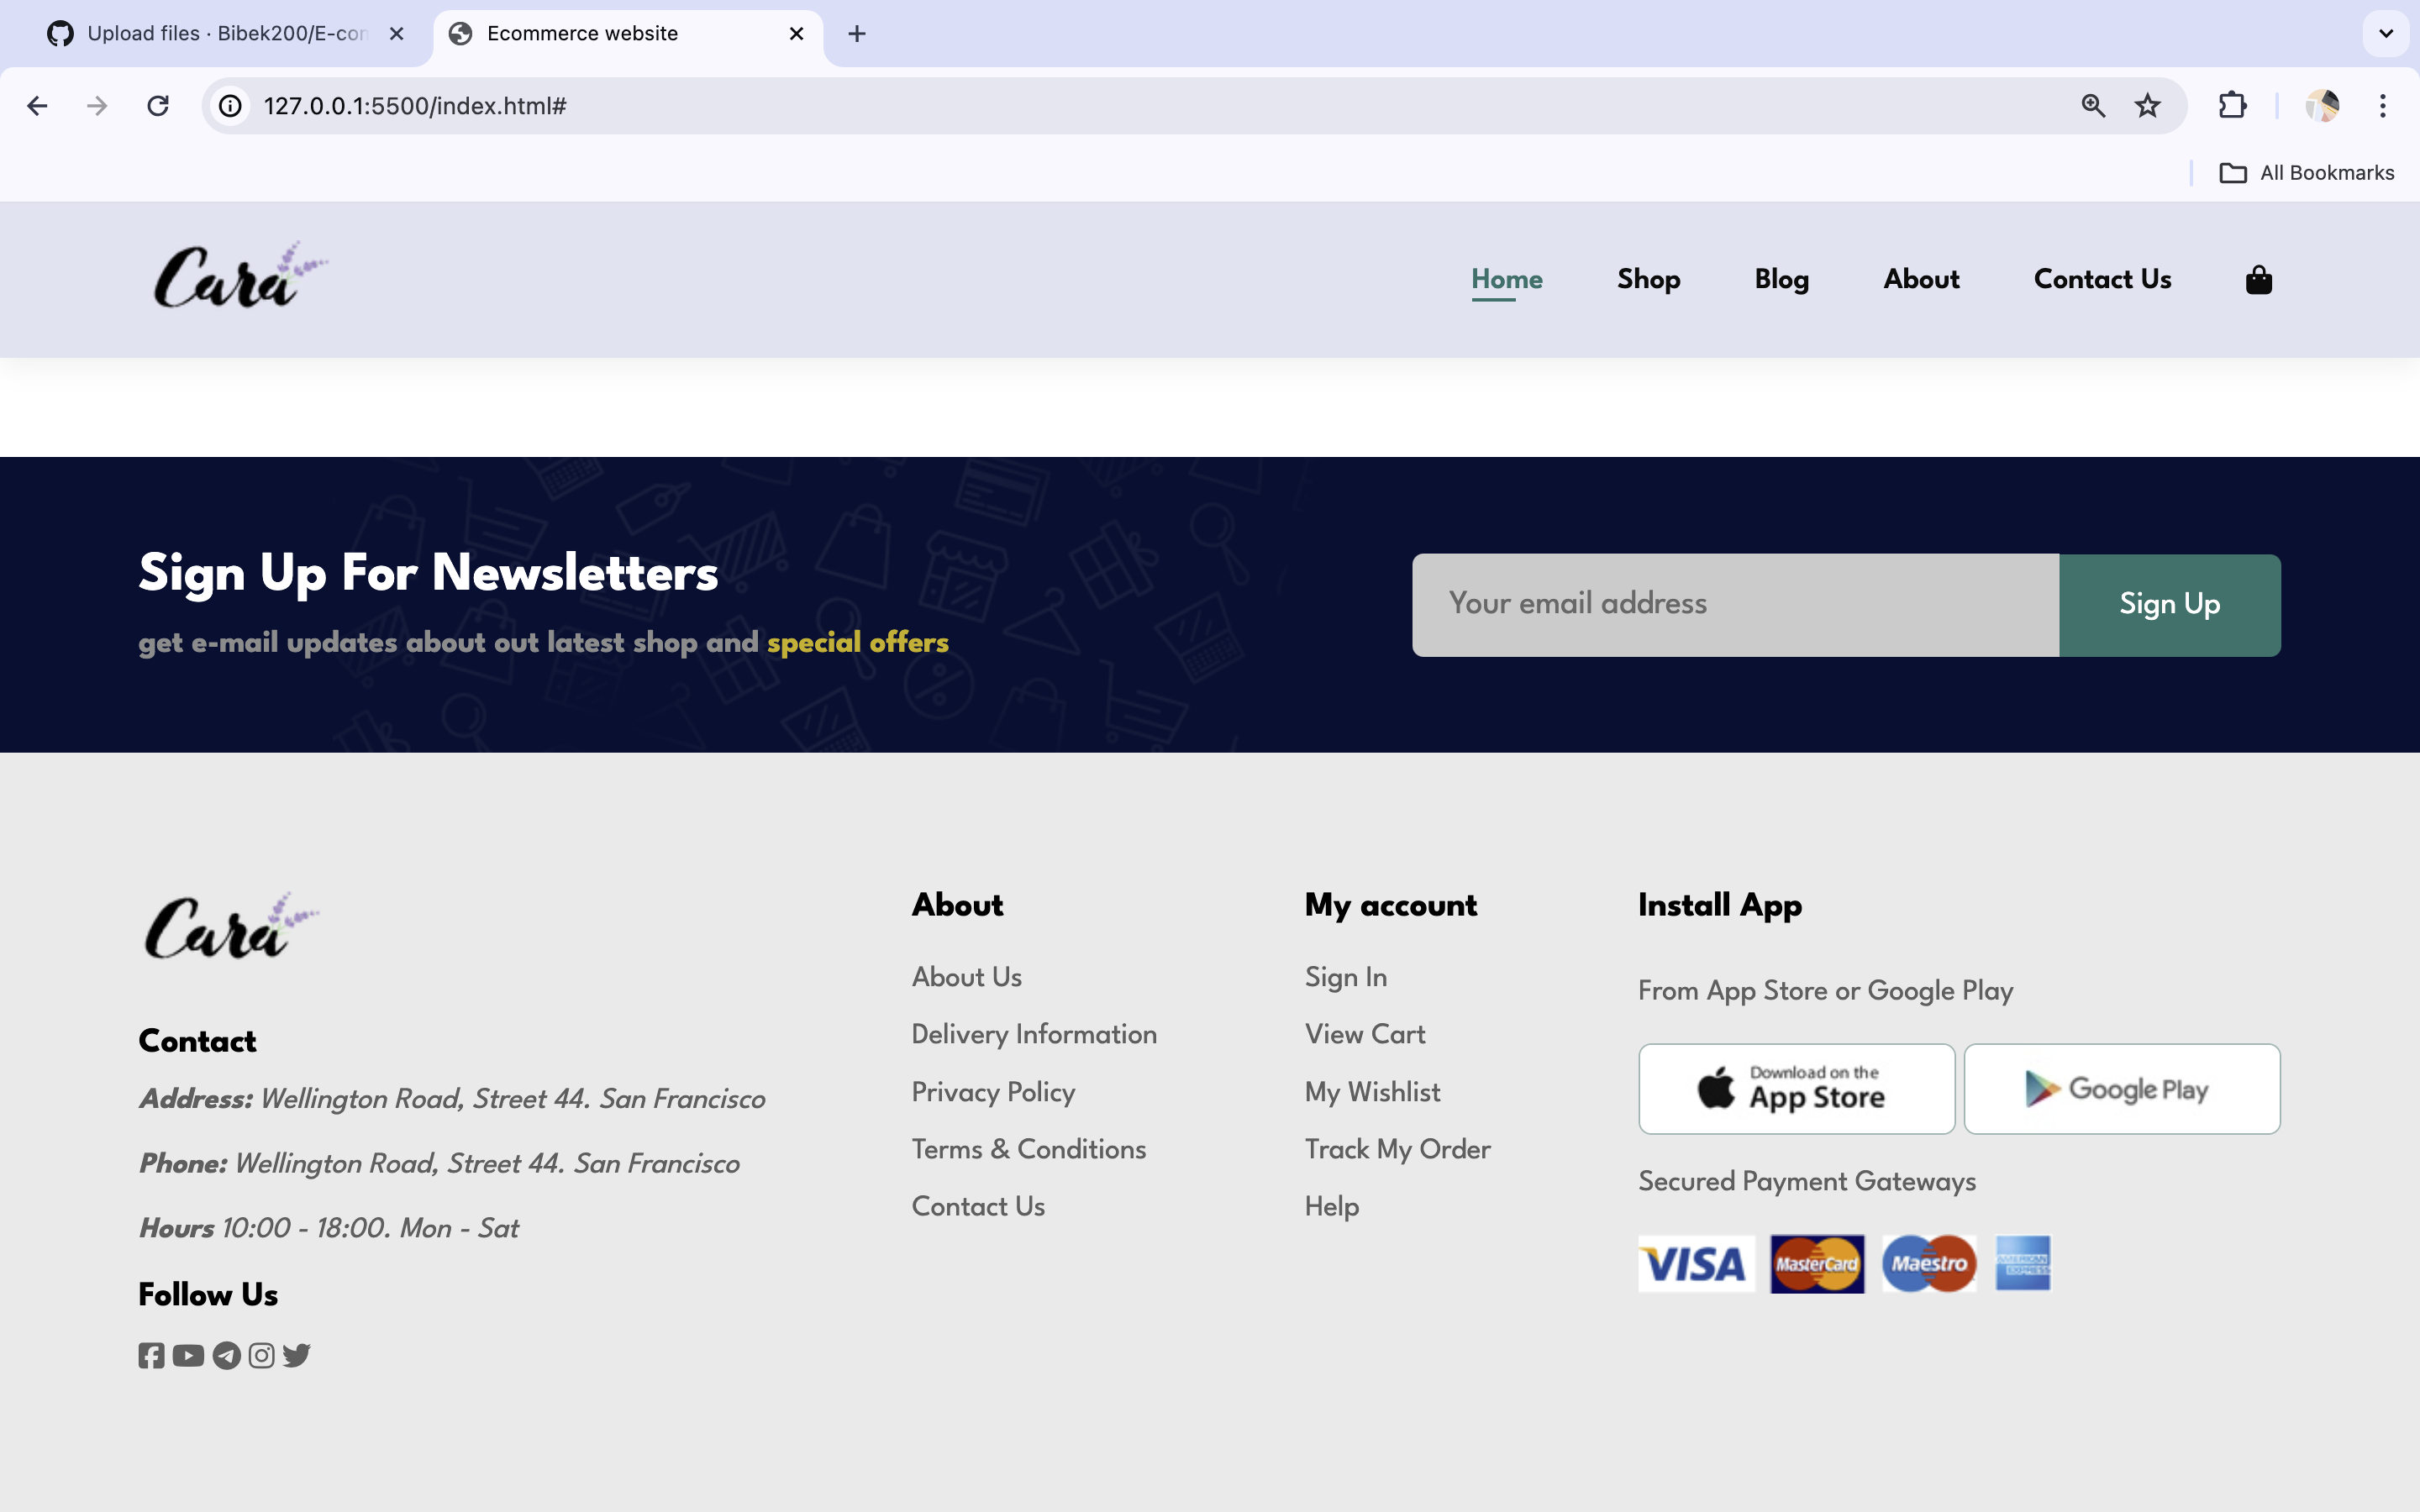 Upload files · Bibek200/E-con
Ecommerce website
127.0.0.1:5500/index.html#
All Bookmarks
Cara
Home
Shop
Blog
About
Contact Us
Sign Up For Newsletters
get e-mail updates about out latest shop and special offers
Your email address
Sign Up
Cara
Contact
Address: Wellington Road, Street 44. San Francisco
Phone: Wellington Road, Street 44. San Francisco
Hours 10:00 - 18:00. Mon - Sat
Follow Us
About
About Us
Delivery Information
Privacy Policy
Terms & Conditions
Contact Us
My account
Sign In
View Cart
My Wishlist
Track My Order
Help
Install App
From App Store or Google Play
Download on the
App Store
Google Play
Secured Payment Gateways
VISA
MasterCard
Maestro
AMERICAN
EXPRESS